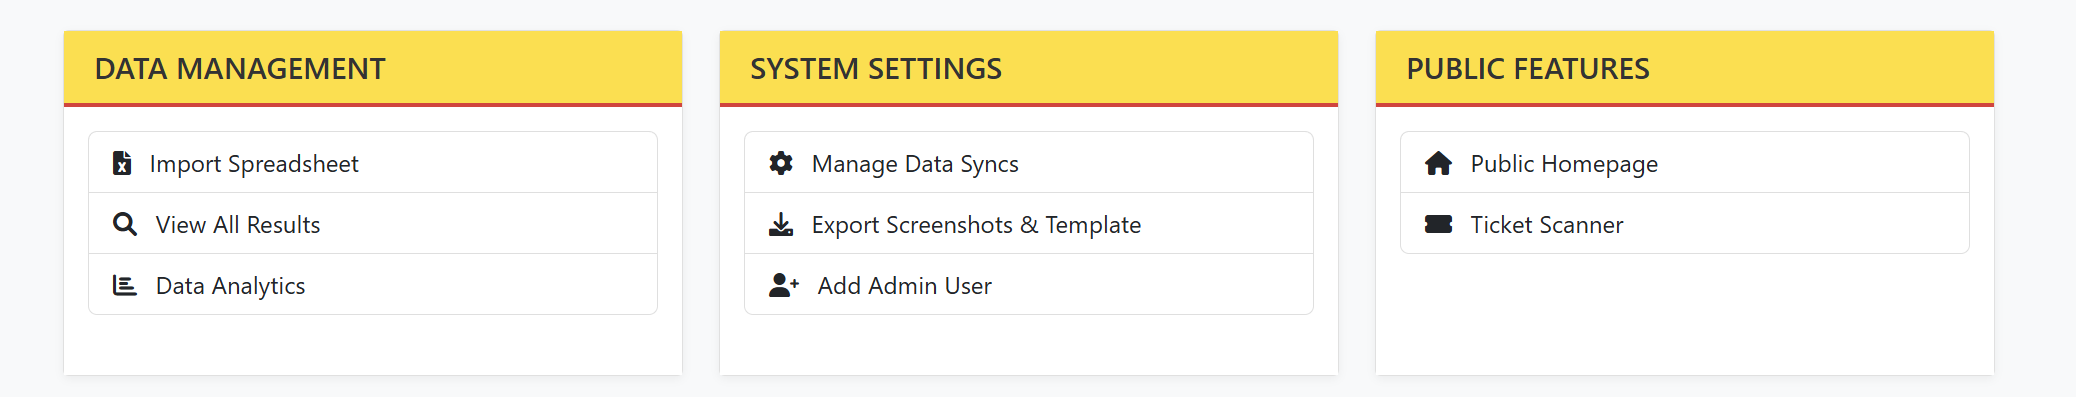 DATA MANAGEMENT
Import Spreadsheet
View All Results
Data Analytics
SYSTEM SETTINGS
Manage Data Syncs
Export Screenshots & Template
Add Admin User
PUBLIC FEATURES
Public Homepage
Ticket Scanner